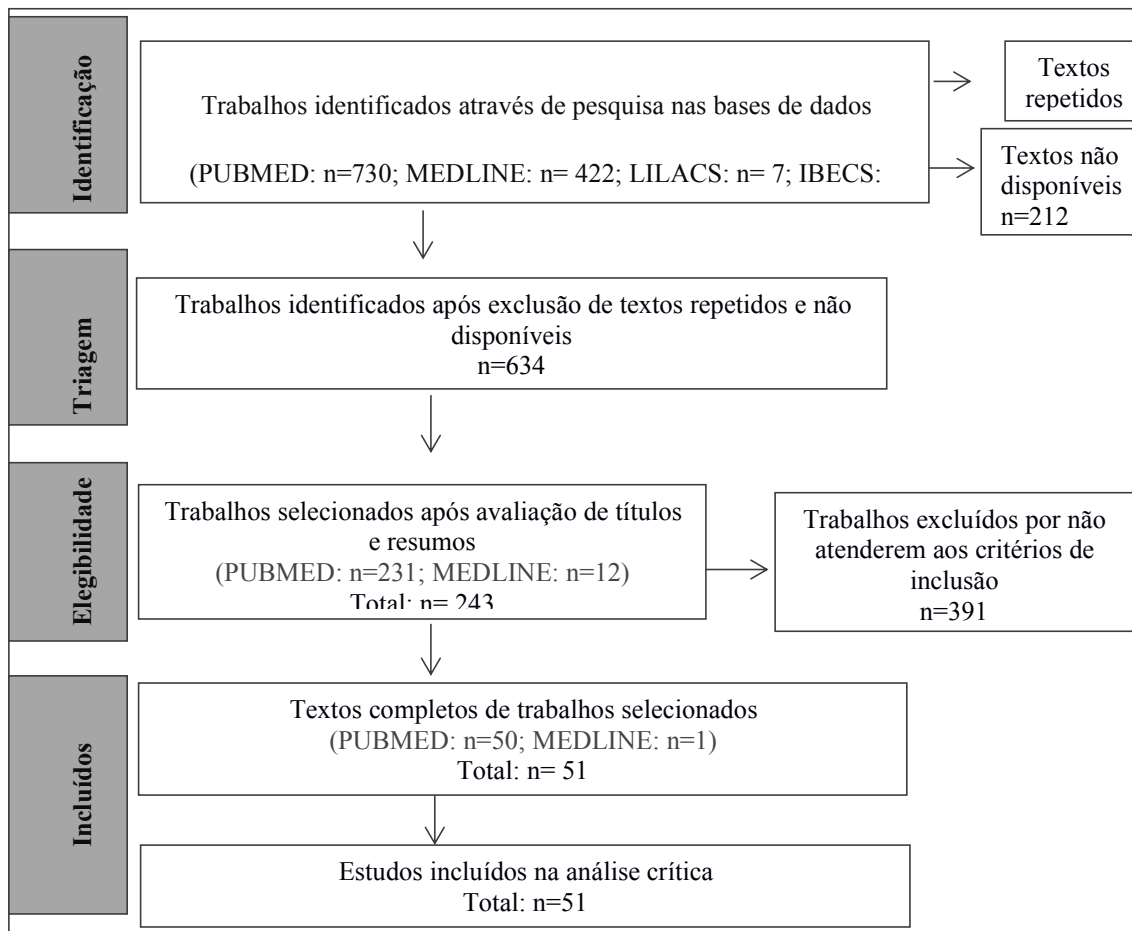 Identificação
Trabalhos identificados através de pesquisa nas bases de dados
(PUBMED: n=730; MEDLINE: n= 422; LILACS: n= 7; IBECS:
Textos
repetidos
Textos não
disponíveis
n=212
Triagem
Trabalhos identificados após exclusão de textos repetidos e não
disponíveis
n=634
Elegibilidade
Trabalhos selecionados após avaliação de títulos
e resumos
(PUBMED: n=231; MEDLINE: n=12)
Total: n= 243
Trabalhos excluídos por não
atenderem aos critérios de
inclusão
n=391
Incluídos
Textos completos de trabalhos selecionados
(PUBMED: n=50; MEDLINE: n=1)
Total: n= 51
Estudos incluídos na análise crítica
Total: n=51